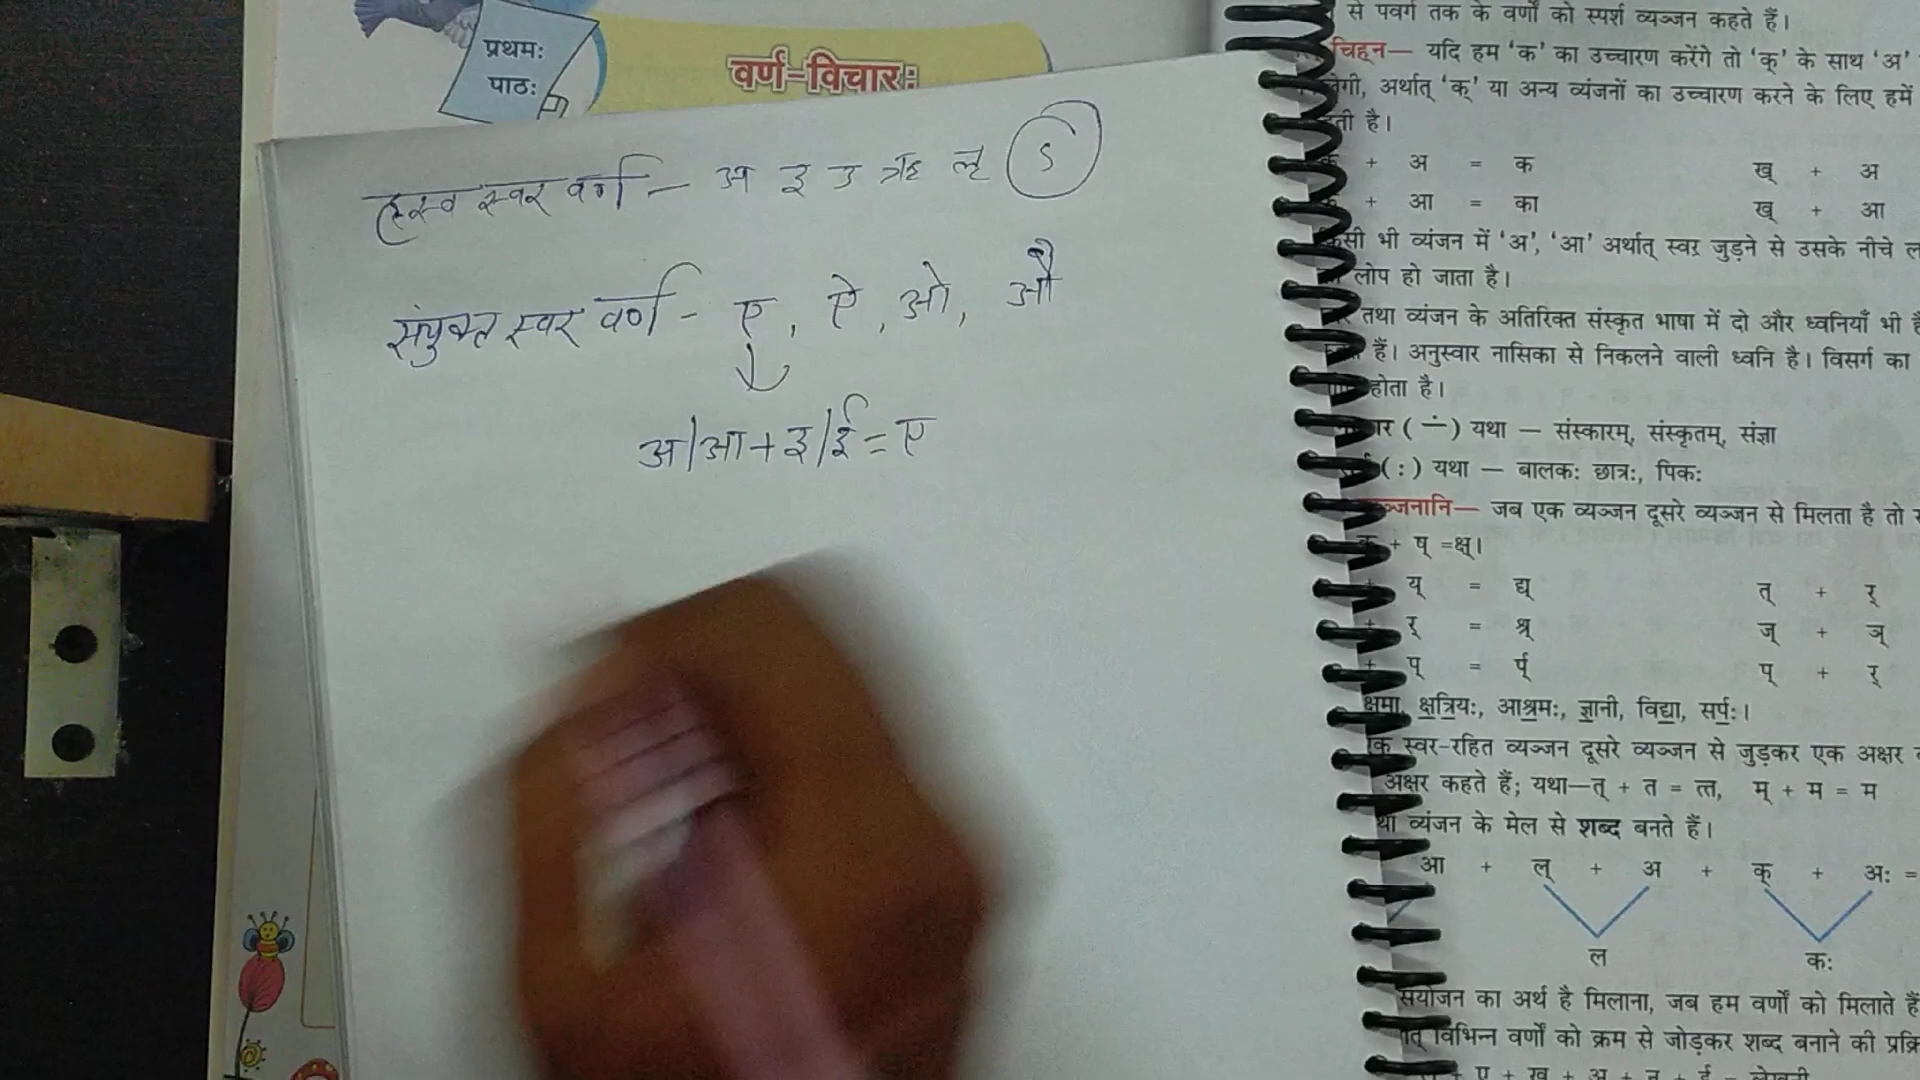 प्रथमः
पाठः
वर्ण-विचारः
ह्रस्व स्वर वर्ण - अ इ उ ऋ लृ 5
संयुक्त स्वर वर्ण - ए, ऐ, ओ, औ
अ/आ+इ/ई=ए
से पवर्ग तक के वर्णों को स्पर्श व्यञ्जन कहते हैं।
चिह्न— यदि हम 'क' का उच्चारण करेंगे तो 'क्' के साथ 'अ'
अर्थात् 'क्' या अन्य व्यंजनों का उच्चारण करने के लिए हमें
है।
+ अ = क ख् + अ
+ आ = का ख् + आ
भी व्यंजन में 'अ', 'आ' अर्थात् स्वर जुड़ने से उसके नीचे
लोप हो जाता है।
तथा व्यंजन के अतिरिक्त संस्कृत भाषा में दो और ध्वनियाँ भी
हैं। अनुस्वार नासिका से निकलने वाली ध्वनि है। विसर्ग का
होता है।
(—ं) यथा — संस्कारम्, संस्कृतम्, संज्ञा
(:) यथा — बालकः छात्रः, पिकः
जब एक व्यञ्जन दूसरे व्यञ्जन से मिलता है तो
+ ष् =क्ष्।
य् = द्य् त् + र्
र् = श्र् ज् + ञ्
प् = र्प् प् + र्
क्षमा, क्षत्रियः, आश्रमः, ज्ञानी, विद्या, सर्पः।
स्वर-रहित व्यञ्जन दूसरे व्यञ्जन से जुड़कर एक अक्षर
अक्षर कहते हैं; यथा—त् + त = त्त, म् + म = म
व्यंजन के मेल से शब्द बनते हैं।
आ + ल् + अ + क् + अः =
ल कः
संयोजन का अर्थ है मिलाना, जब हम वर्णों को मिलाते हैं
विभिन्न वर्णों को क्रम से जोड़कर शब्द बनाने की
+ ए + ख + अ + न + ई = लेखनी